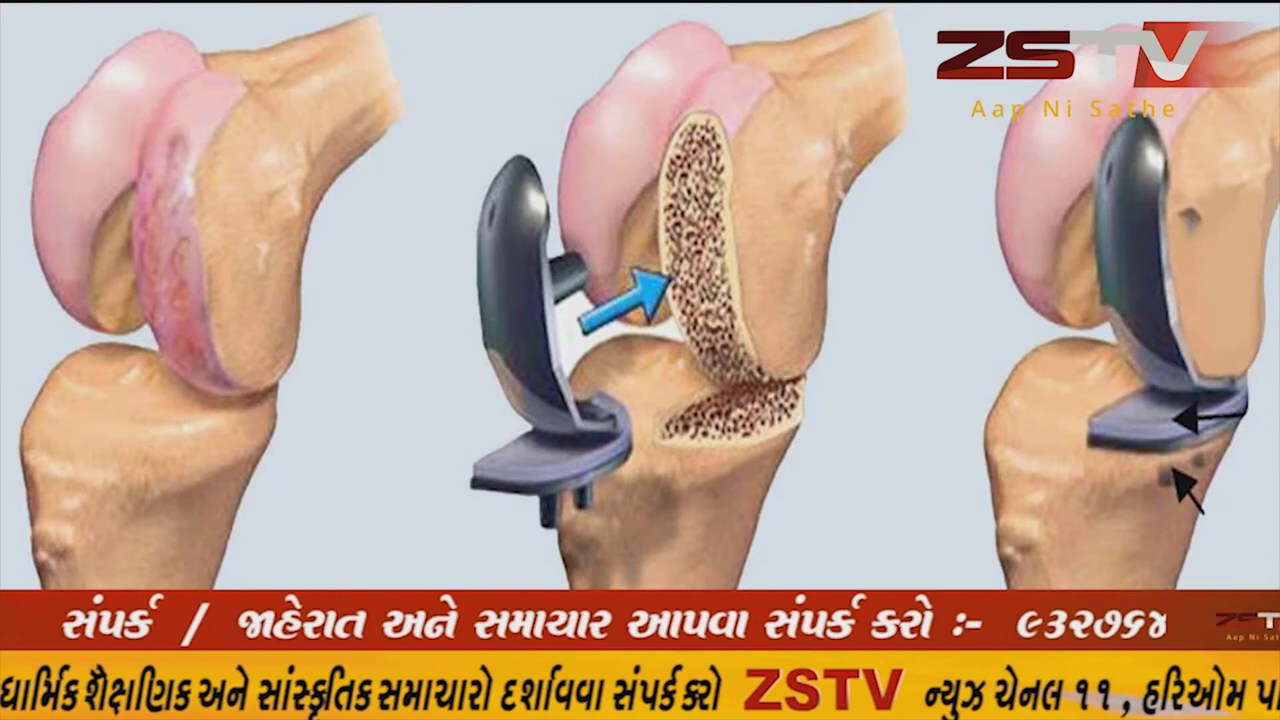 ZSTV
Aap Ni Sathe
સંપર્ક / જાહેરાત અને સમાચાર આપવા સંપર્ક કરો :- ૯૩૨૭૬૪
ધાર્મિક શૈક્ષણિક અને સાંસ્કૃતિક સમાચારો દર્શાવવા સંપર્ક કરો ZSTV ન્યુઝ ચેનલ ૧૧ , હરિઓમ પા